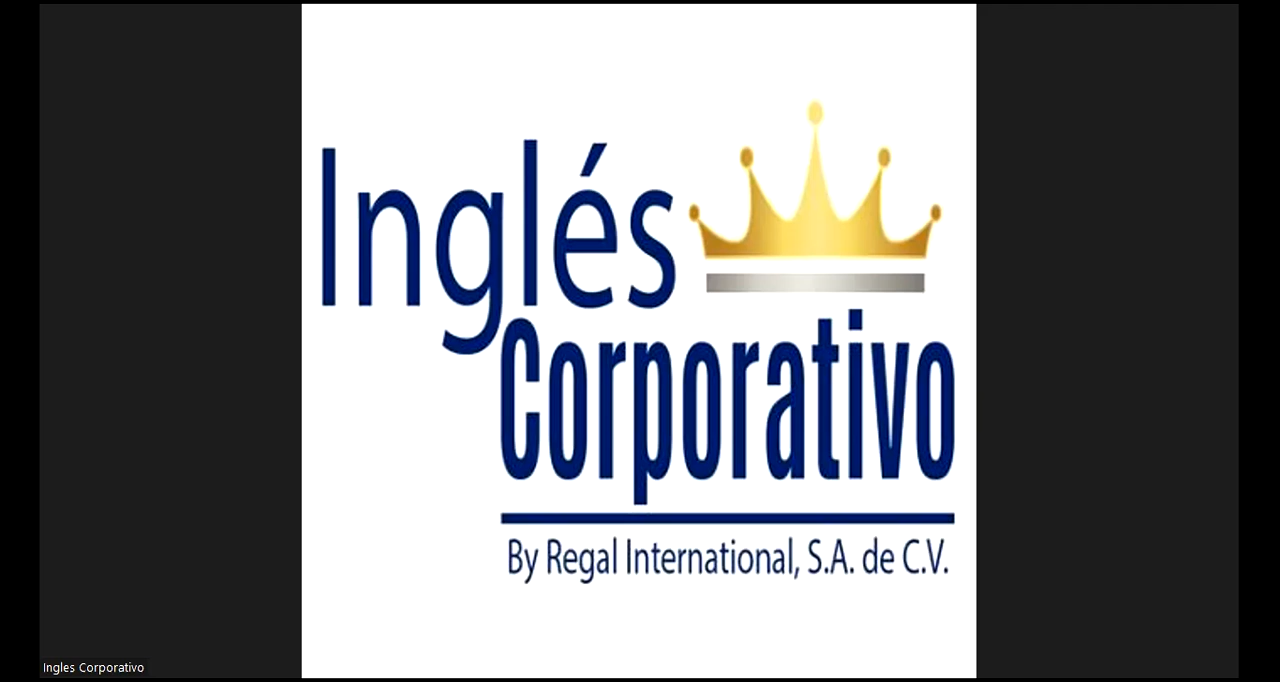 Inglés
Corporativo
By Regal International, S.A. de C.V.
Ingles Corporativo